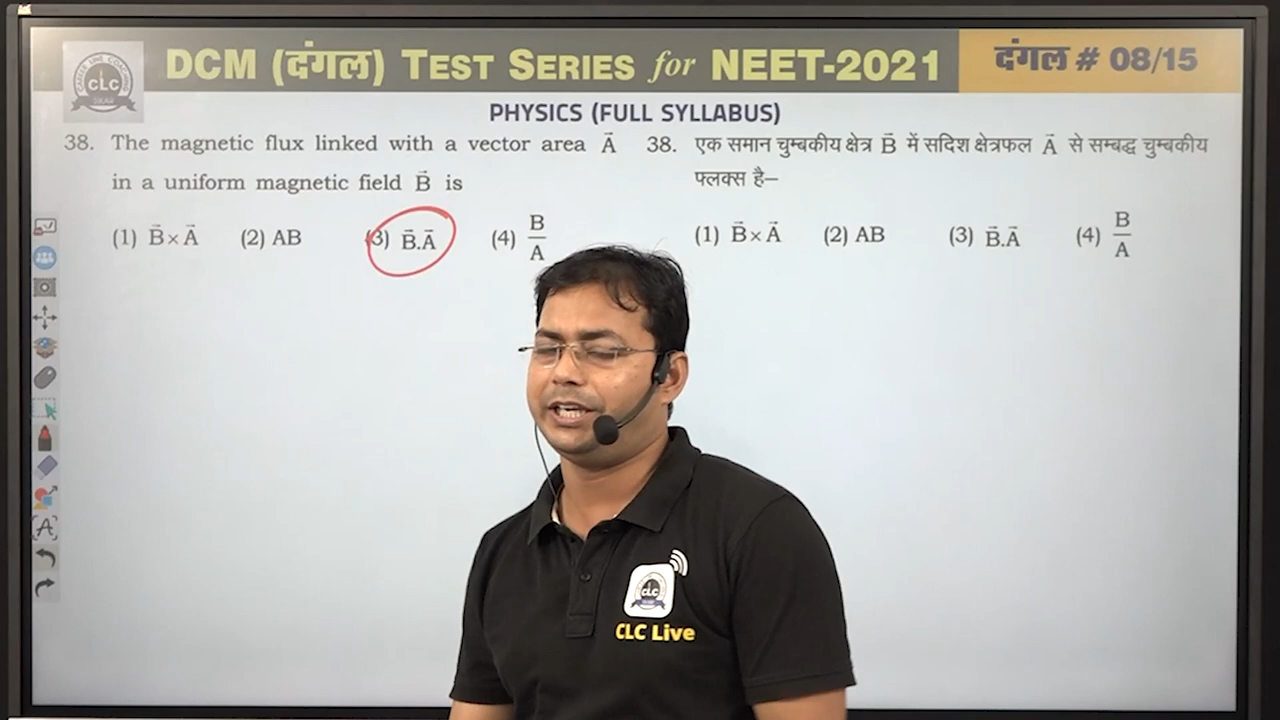 DCM (दंगल) TEST SERIES for NEET-2021
दंगल # 08/15
CLC
SIKAR
PHYSICS (FULL SYLLABUS)
38. The magnetic flux linked with a vector area A⃗
in a uniform magnetic field B⃗ is
(1) B⃗×A⃗ (2) AB (3) B⃗.A⃗ (4) B/A
38. एक समान चुम्बकीय क्षेत्र B⃗ में सदिश क्षेत्रफल A⃗ से सम्बद्ध चुम्बकीय
फ्लक्स है–
(1) B⃗×A⃗ (2) AB (3) B⃗.A⃗ (4) B/A
CLC
CLC Live